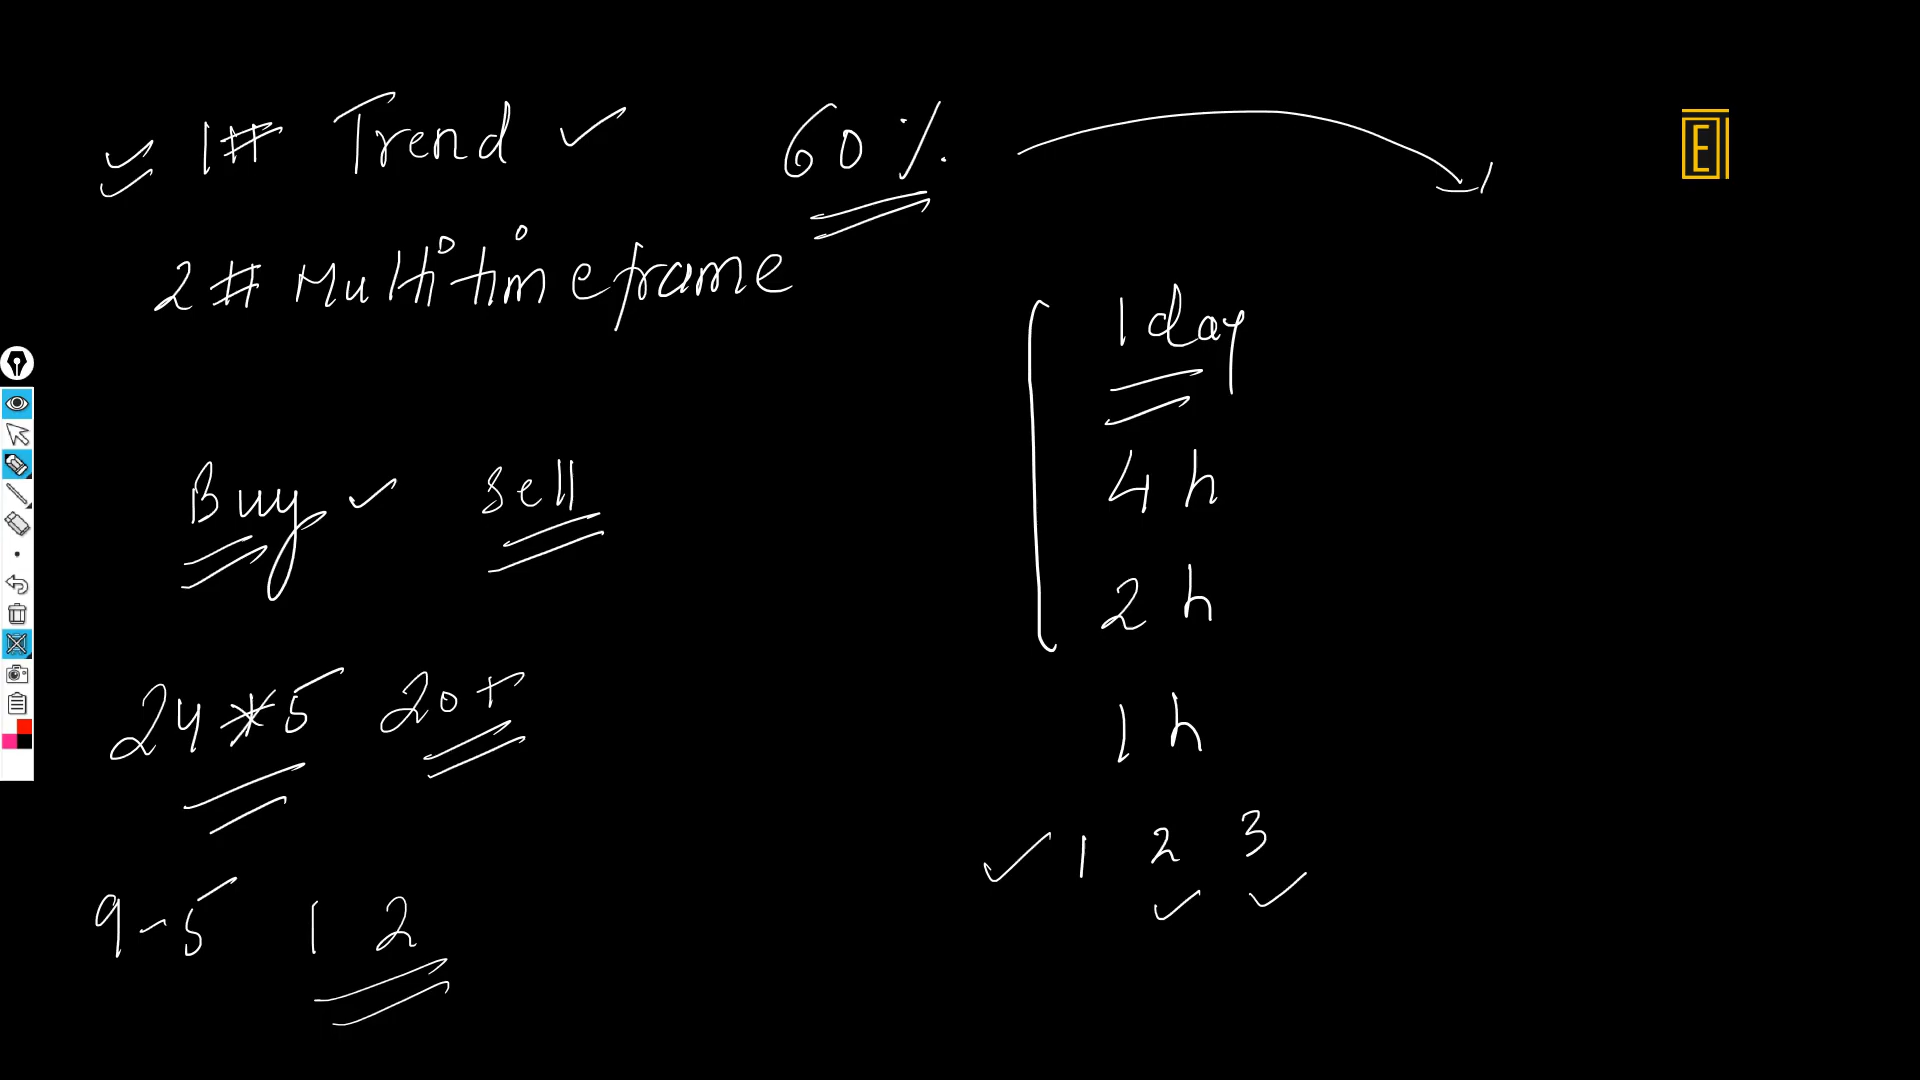 1# Trend 60%
2# Multitimeframe
Buy sell
24*5 20+
9-5 1 2
1 day
4 h
2 h
1 h
1 2 3
E